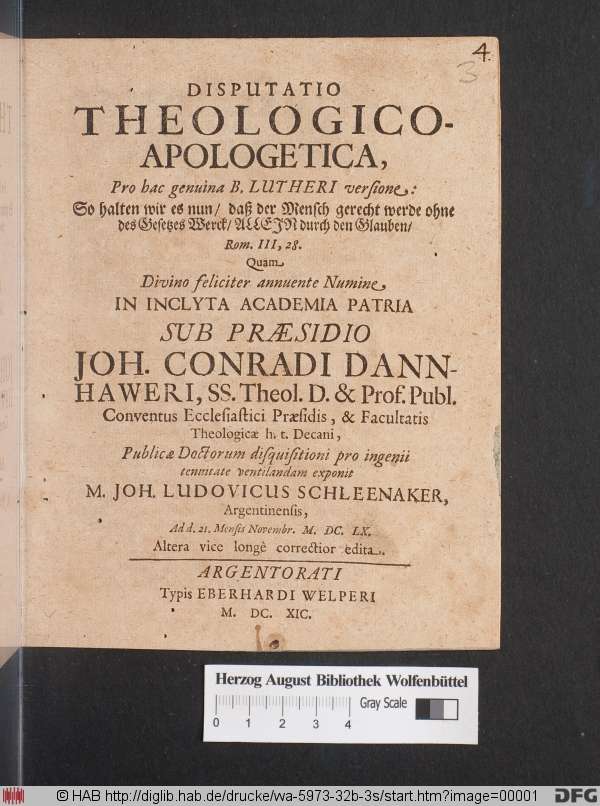 4.
3
DISPUTATIO
THEOLOGICO-
APOLOGETICA,
Pro hac genuina B. LUTHERI versione:
So halten wir es nun/ daß der Mensch gerecht werde ohne
des Gesetzes Werck/ ALLEIN durch den Glauben/
Rom. III, 28.
Quam
Divino feliciter annuente Numine
IN INCLYTA ACADEMIA PATRIA
SUB PRÆSIDIO
JOH. CONRADI DANN-
HAWERI, SS. Theol. D. & Prof. Publ.
Conventus Ecclesiastici Præsidis, & Facultatis
Theologicæ h. t. Decani,
Publicæ Doctorum disquisitioni pro ingenii
tenuitate ventilandam exponit
M. JOH. LUDOVICUS SCHLEENAKER,
Argentinensis,
Ad d. 21. Mensis Novembr. M. DC. LX.
Altera vice longè correctior edita.
ARGENTORATI
Typis EBERHARDI WELPERI
M. DC. XIC.
Herzog August Bibliothek Wolfenbüttel
Gray Scale
0 1 2 3 4
© HAB http://diglib.hab.de/drucke/wa-5973-32b-3s/start.htm?image=00001
DFG